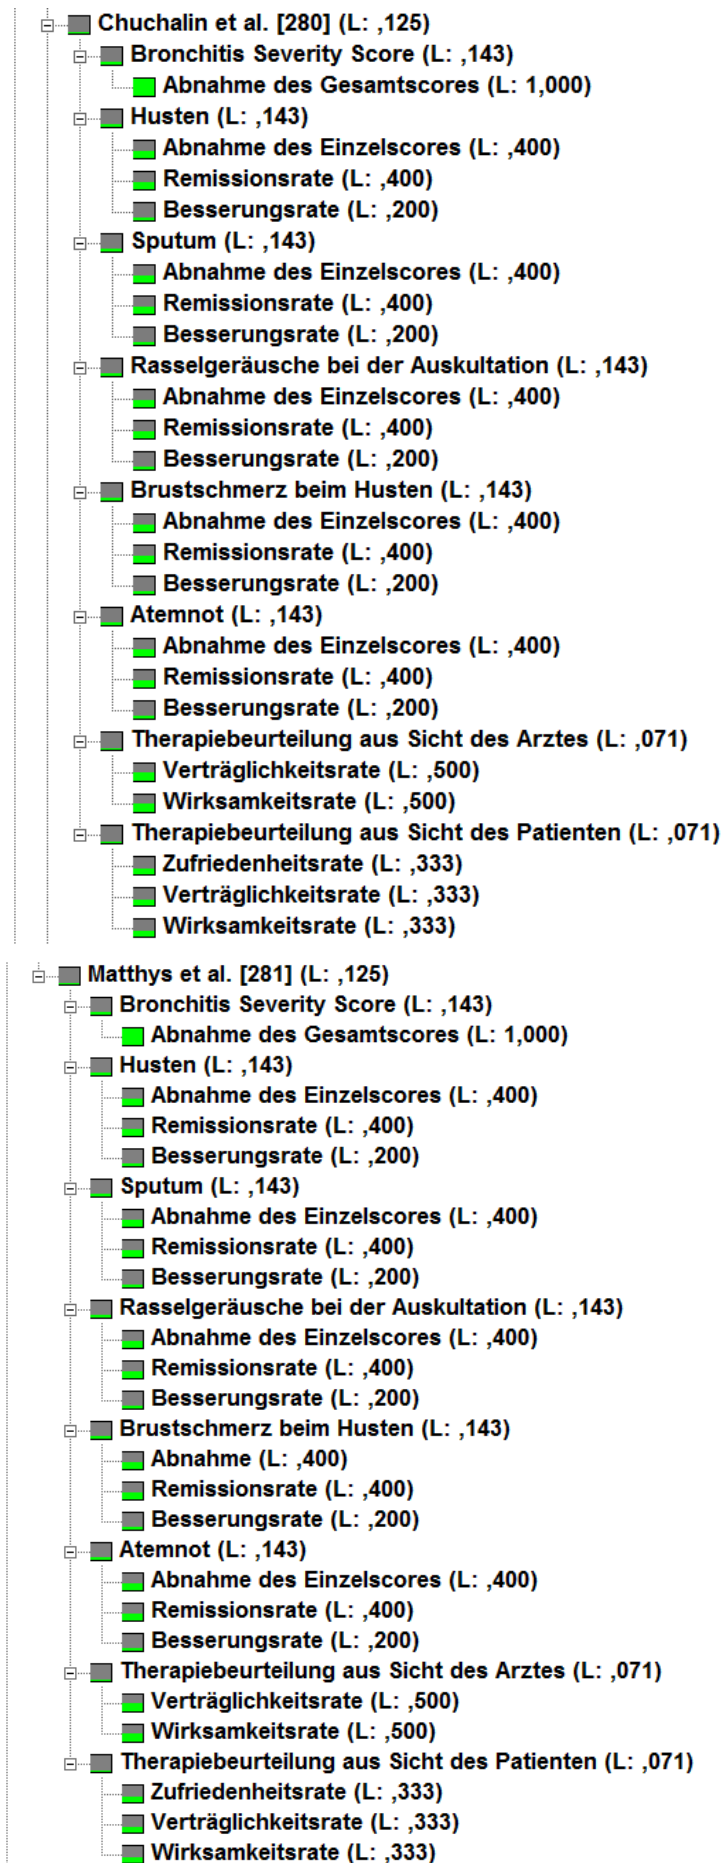 Chuchalin et al. [280] (L: ,125)
Bronchitis Severity Score (L: ,143)
Abnahme des Gesamtscores (L: 1,000)
Husten (L: ,143)
Abnahme des Einzelscores (L: ,400)
Remissionsrate (L: ,400)
Besserungsrate (L: ,200)
Sputum (L: ,143)
Abnahme des Einzelscores (L: ,400)
Remissionsrate (L: ,400)
Besserungsrate (L: ,200)
Rasselgeräusche bei der Auskultation (L: ,143)
Abnahme des Einzelscores (L: ,400)
Remissionsrate (L: ,400)
Besserungsrate (L: ,200)
Brustschmerz beim Husten (L: ,143)
Abnahme des Einzelscores (L: ,400)
Remissionsrate (L: ,400)
Besserungsrate (L: ,200)
Atemnot (L: ,143)
Abnahme des Einzelscores (L: ,400)
Remissionsrate (L: ,400)
Besserungsrate (L: ,200)
Therapiebeurteilung aus Sicht des Arztes (L: ,071)
Verträglichkeitsrate (L: ,500)
Wirksamkeitsrate (L: ,500)
Therapiebeurteilung aus Sicht des Patienten (L: ,071)
Zufriedenheitsrate (L: ,333)
Verträglichkeitsrate (L: ,333)
Wirksamkeitsrate (L: ,333)
Matthys et al. [281] (L: ,125)
Bronchitis Severity Score (L: ,143)
Abnahme des Gesamtscores (L: 1,000)
Husten (L: ,143)
Abnahme des Einzelscores (L: ,400)
Remissionsrate (L: ,400)
Besserungsrate (L: ,200)
Sputum (L: ,143)
Abnahme des Einzelscores (L: ,400)
Remissionsrate (L: ,400)
Besserungsrate (L: ,200)
Rasselgeräusche bei der Auskultation (L: ,143)
Abnahme des Einzelscores (L: ,400)
Remissionsrate (L: ,400)
Besserungsrate (L: ,200)
Brustschmerz beim Husten (L: ,143)
Abnahme (L: ,400)
Remissionsrate (L: ,400)
Besserungsrate (L: ,200)
Atemnot (L: ,143)
Abnahme des Einzelscores (L: ,400)
Remissionsrate (L: ,400)
Besserungsrate (L: ,200)
Therapiebeurteilung aus Sicht des Arztes (L: ,071)
Verträglichkeitsrate (L: ,500)
Wirksamkeitsrate (L: ,500)
Therapiebeurteilung aus Sicht des Patienten (L: ,071)
Zufriedenheitsrate (L: ,333)
Verträglichkeitsrate (L: ,333)
Wirksamkeitsrate (L: ,333)